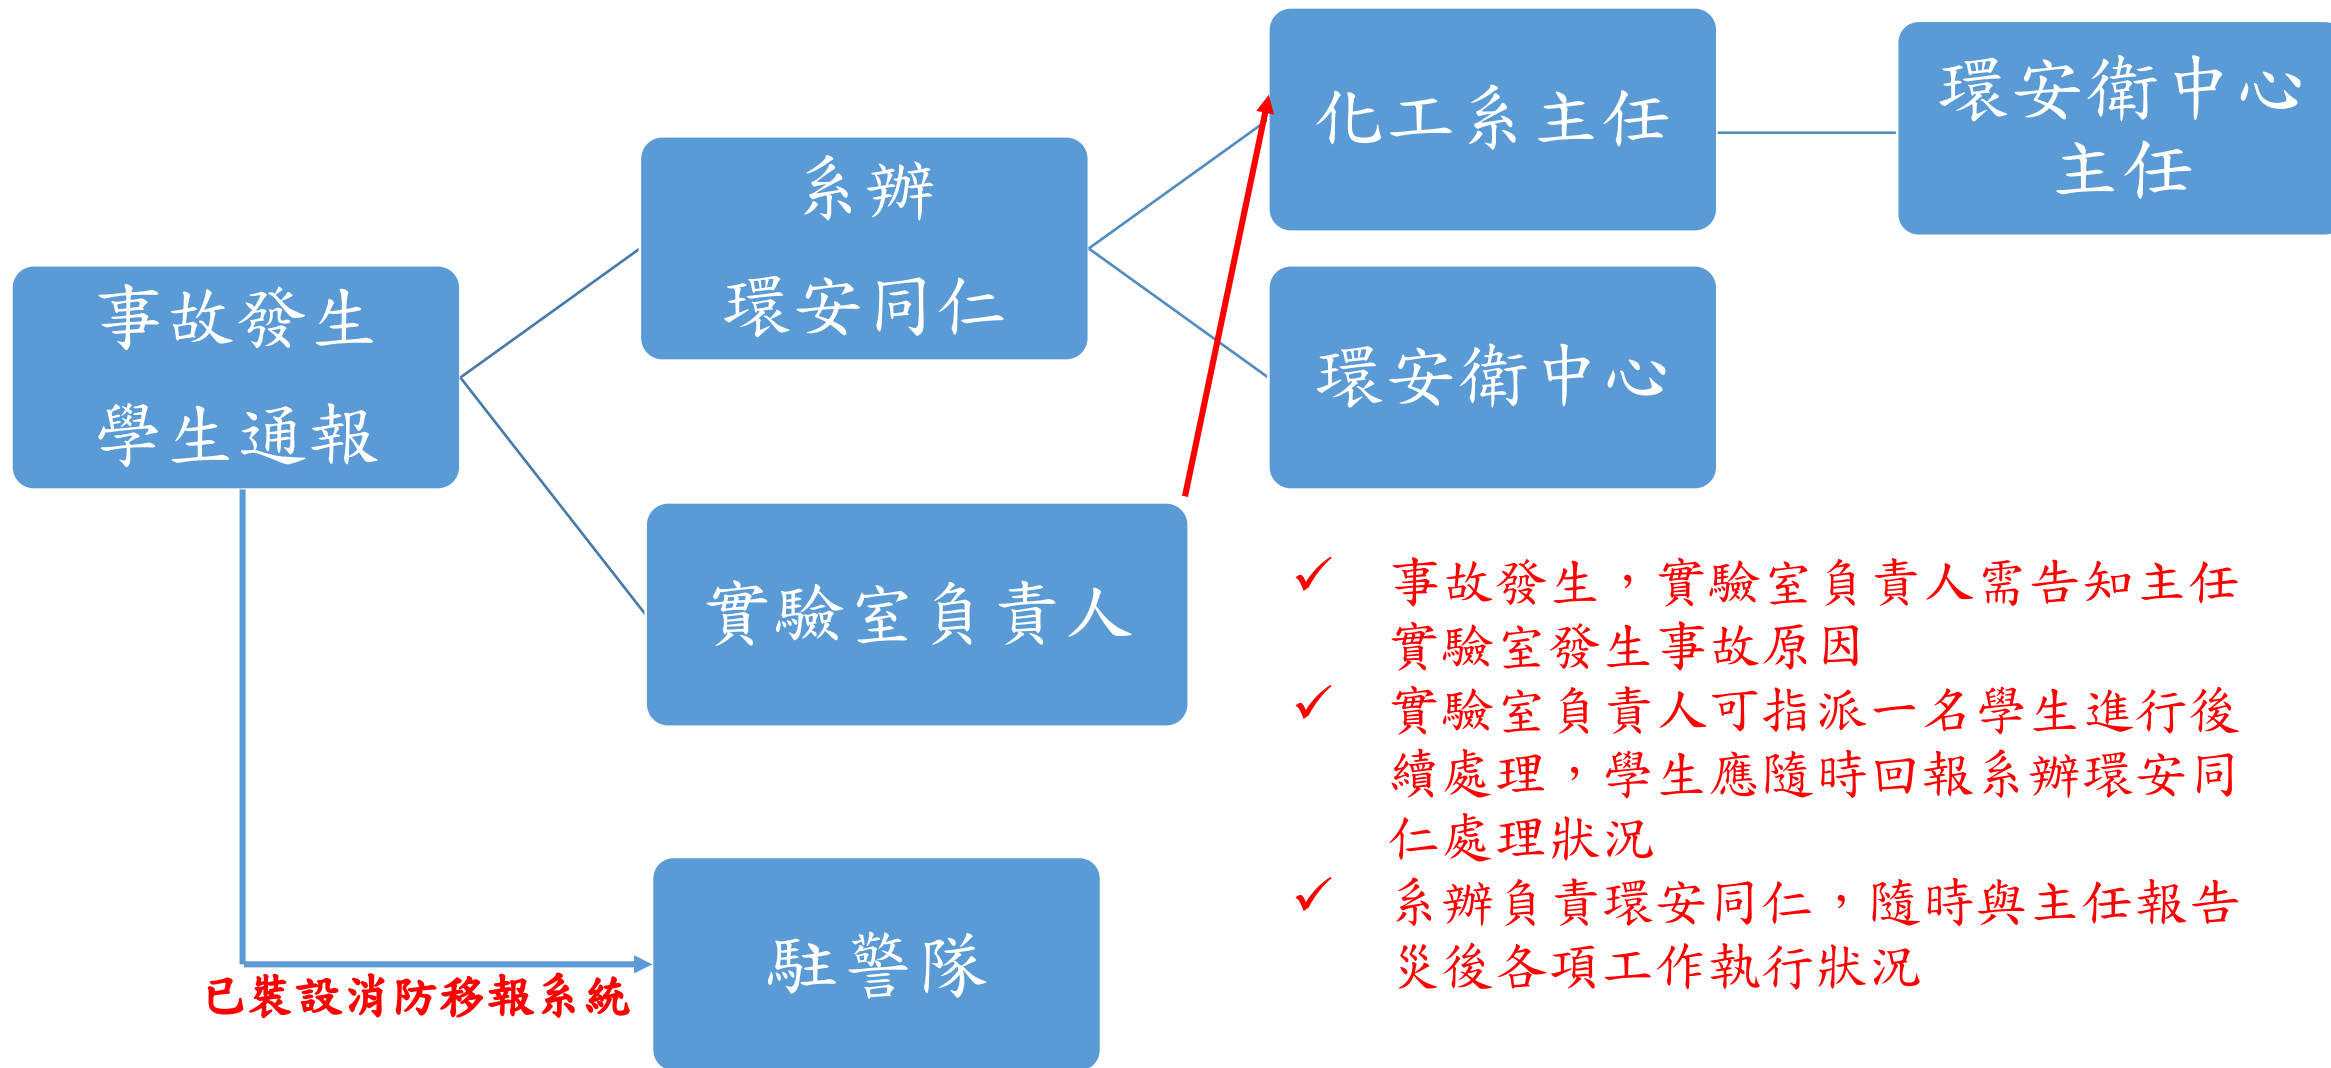 事故發生
學生通報
系辦
環安同仁
實驗室負責人
駐警隊
已裝設消防移報系統
化工系主任
環安衛中心
環安衛中心
主任
✓ 事故發生，實驗室負責人需告知主任
實驗室發生事故原因
✓ 實驗室負責人可指派一名學生進行後
續處理，學生應隨時回報系辦環安同
仁處理狀況
✓ 系辦負責環安同仁，隨時與主任報告
災後各項工作執行狀況